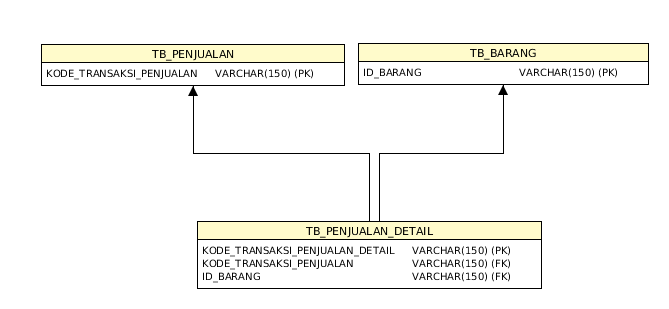 TB_PENJUALAN
KODE_TRANSAKSI_PENJUALAN VARCHAR(150) (PK)
TB_BARANG
ID_BARANG VARCHAR(150) (PK)
TB_PENJUALAN_DETAIL
KODE_TRANSAKSI_PENJUALAN_DETAIL VARCHAR(150) (PK)
KODE_TRANSAKSI_PENJUALAN VARCHAR(150) (FK)
ID_BARANG VARCHAR(150) (FK)